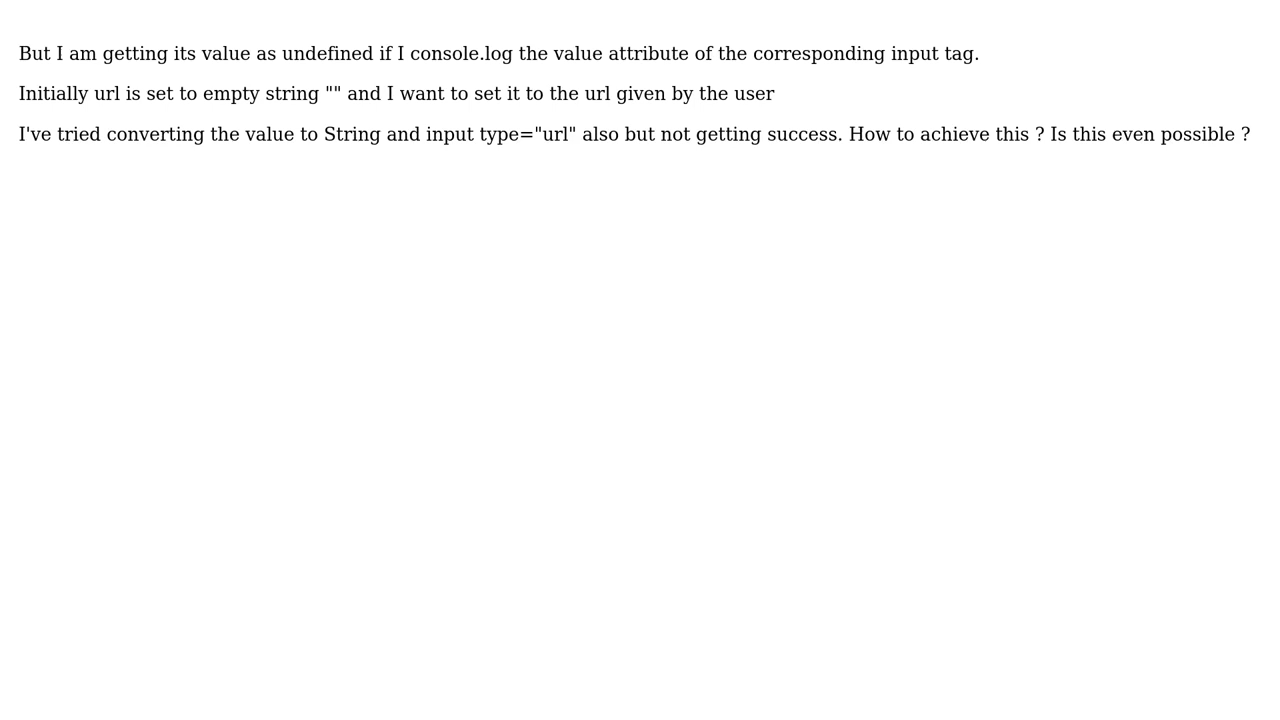 But I am getting its value as undefined if I console.log the value attribute of the corresponding input tag.
Initially url is set to empty string "" and I want to set it to the url given by the user
I've tried converting the value to String and input type="url" also but not getting success. How to achieve this ? Is this even possible ?